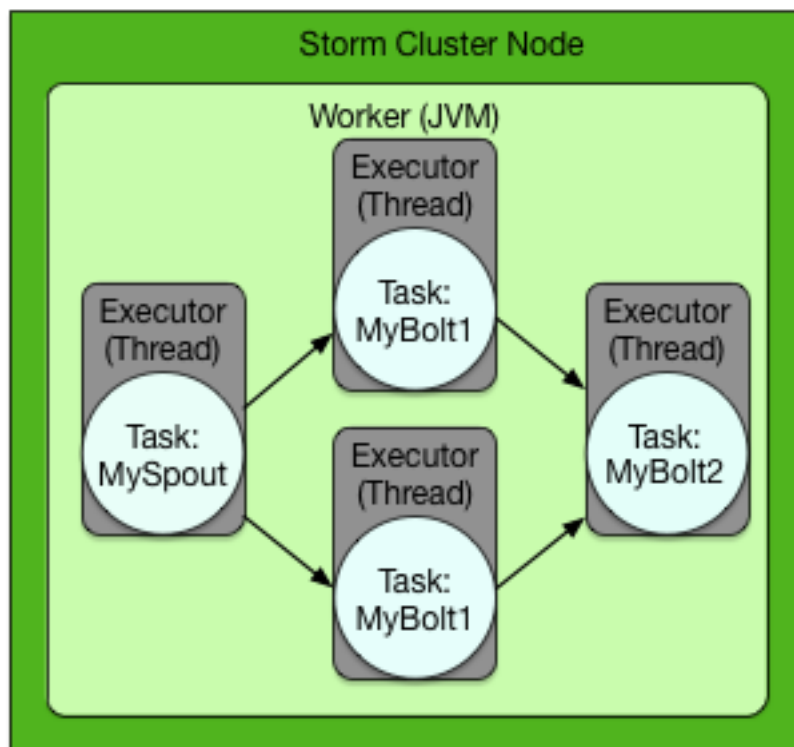 Storm Cluster Node
Worker (JVM)
Executor
(Thread)
Task:
MySpout
Executor
(Thread)
Task:
MyBolt1
Executor
(Thread)
Task:
MyBolt1
Executor
(Thread)
Task:
MyBolt2